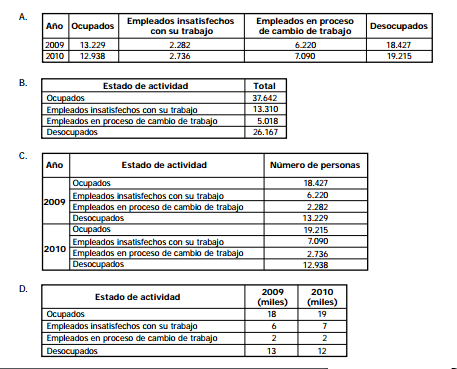 A.
Año Ocupados Empleados insatisfechos con su trabajo Empleados en proceso de cambio de trabajo Desocupados
2009 13.229 2.282 6.220 18.427
2010 12.938 2.736 7.090 19.215
B.
Estado de actividad Total
Ocupados 37.642
Empleados insatisfechos con su trabajo 13.310
Empleados en proceso de cambio de trabajo 5.018
Desocupados 26.167
C.
Año Estado de actividad Número de personas
2009
Ocupados 18.427
Empleados insatisfechos con su trabajo 6.220
Empleados en proceso de cambio de trabajo 2.282
Desocupados 13.229
2010
Ocupados 19.215
Empleados insatisfechos con su trabajo 7.090
Empleados en proceso de cambio de trabajo 2.736
Desocupados 12.938
D.
Estado de actividad 2009 (miles) 2010 (miles)
Ocupados 18 19
Empleados insatisfechos con su trabajo 6 7
Empleados en proceso de cambio de trabajo 2 2
Desocupados 13 12